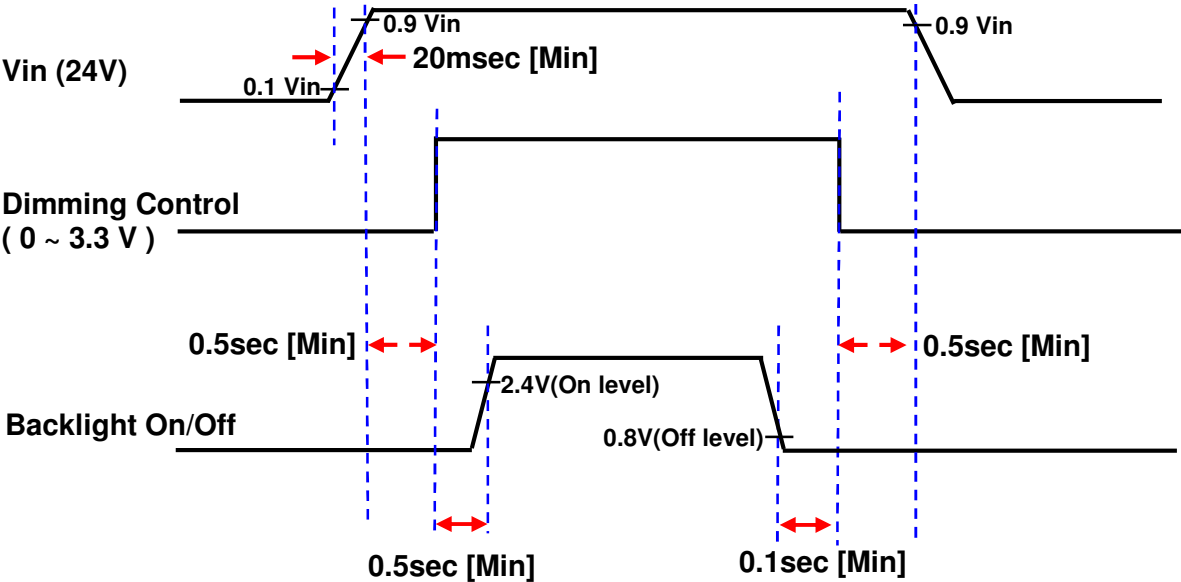 0.9 Vin
0.9 Vin
20msec [Min]
Vin (24V)
0.1 Vin
Dimming Control
( 0 ~ 3.3 V )
0.5sec [Min]
0.5sec [Min]
2.4V(On level)
Backlight On/Off
0.8V(Off level)
0.5sec [Min]
0.1sec [Min]